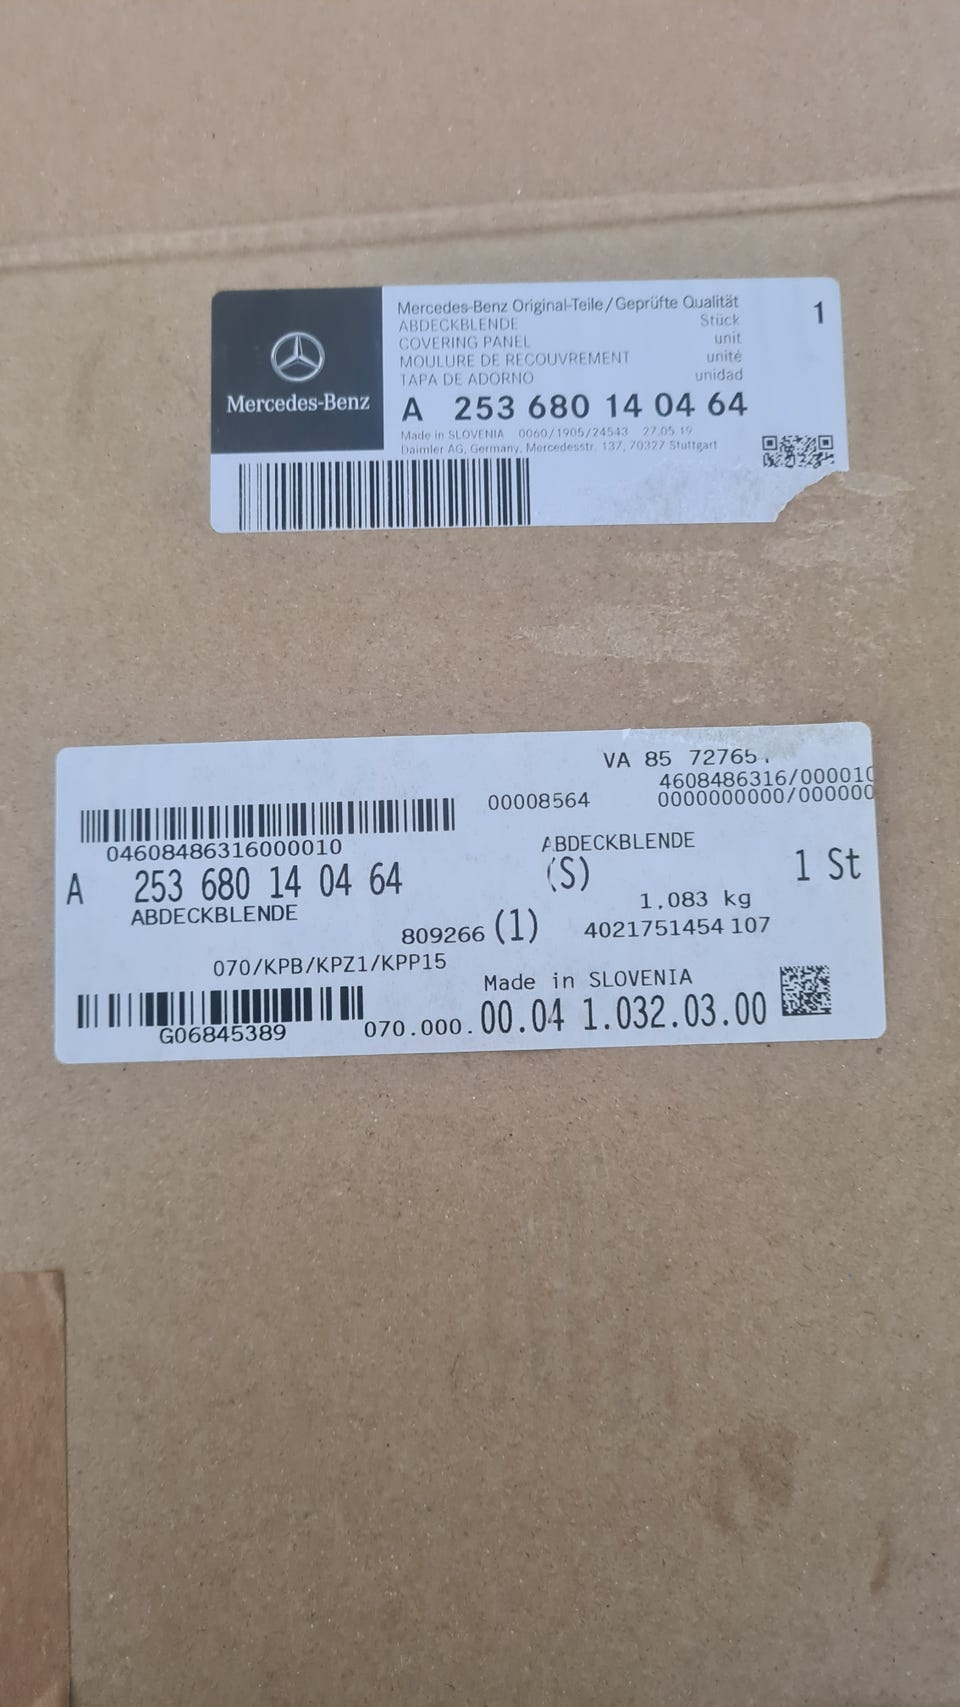 Mercedes-Benz Original-Teile/Geprüfte Qualität
ABDECKBLENDE Stück
COVERING PANEL unit
MOULURE DE RECOUVREMENT unité
TAPA DE ADORNO unidad
1
Mercedes-Benz
A 253 680 14 04 64
Made in SLOVENIA 0060/1905/24543 27.05.19
Daimler AG, Germany, Mercedesstr. 137, 70327 Stuttgart
VA 85 72765
4608486316/000010
00008564 0000000000/000000
04608486316000010
ABDECKBLENDE
A 253 680 14 04 64 (S) 1 St
ABDECKBLENDE
1.083 kg
809266 (1) 4021751454107
070/KPB/KPZ1/KPP15
Made in SLOVENIA
G06845389
070.000.00.04 1.032.03.00